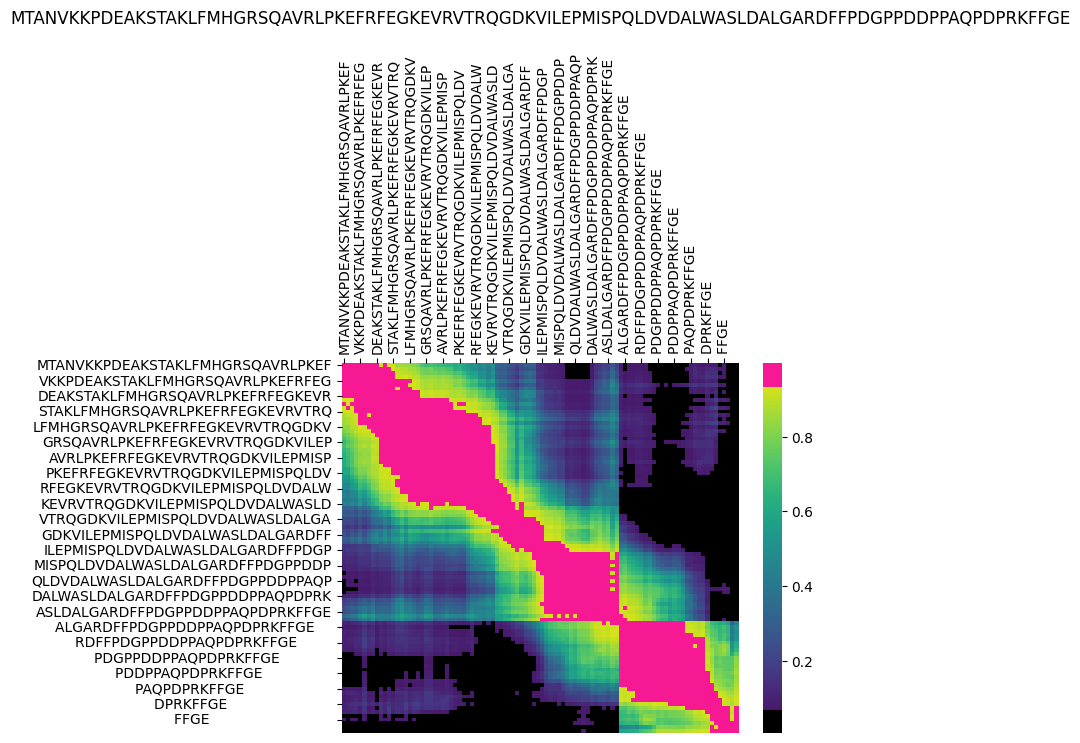 MTANVKKPDEAKSTAKLFMHGRSQAVRLPKEFRFEGKEVRVTRQGDKVILEPMISPQLDVDALWASLDALGARDFFPDGPPDDPPAQPDPRKFFGE
MTANVKKPDEAKSTAKLFMHGRSQAVRLPKEF
VKKPDEAKSTAKLFMHGRSQAVRLPKEFRFEG
DEAKSTAKLFMHGRSQAVRLPKEFRFEGKEVR
STAKLFMHGRSQAVRLPKEFRFEGKEVRVTRQ
LFMHGRSQAVRLPKEFRFEGKEVRVTRQGDKV
GRSQAVRLPKEFRFEGKEVRVTRQGDKVILEP
AVRLPKEFRFEGKEVRVTRQGDKVILEPMISP
PKEFRFEGKEVRVTRQGDKVILEPMISPQLDV
RFEGKEVRVTRQGDKVILEPMISPQLDVDALW
KEVRVTRQGDKVILEPMISPQLDVDALWASLD
VTRQGDKVILEPMISPQLDVDALWASLDALGA
GDKVILEPMISPQLDVDALWASLDALGARDFF
ILEPMISPQLDVDALWASLDALGARDFFPDGP
MISPQLDVDALWASLDALGARDFFPDGPPDDP
QLDVDALWASLDALGARDFFPDGPPDDPPAQP
DALWASLDALGARDFFPDGPPDDPPAQPDPRK
ASLDALGARDFFPDGPPDDPPAQPDPRKFFGE
ALGARDFFPDGPPDDPPAQPDPRKFFGE
RDFFPDGPPDDPPAQPDPRKFFGE
PDGPPDDPPAQPDPRKFFGE
PDDPPAQPDPRKFFGE
PAQPDPRKFFGE
DPRKFFGE
FFGE
MTANVKKPDEAKSTAKLFMHGRSQAVRLPKEF
VKKPDEAKSTAKLFMHGRSQAVRLPKEFRFEG
DEAKSTAKLFMHGRSQAVRLPKEFRFEGKEVR
STAKLFMHGRSQAVRLPKEFRFEGKEVRVTRQ
LFMHGRSQAVRLPKEFRFEGKEVRVTRQGDKV
GRSQAVRLPKEFRFEGKEVRVTRQGDKVILEP
AVRLPKEFRFEGKEVRVTRQGDKVILEPMISP
PKEFRFEGKEVRVTRQGDKVILEPMISPQLDV
RFEGKEVRVTRQGDKVILEPMISPQLDVDALW
KEVRVTRQGDKVILEPMISPQLDVDALWASLD
VTRQGDKVILEPMISPQLDVDALWASLDALGA
GDKVILEPMISPQLDVDALWASLDALGARDFF
ILEPMISPQLDVDALWASLDALGARDFFPDGP
MISPQLDVDALWASLDALGARDFFPDGPPDDP
QLDVDALWASLDALGARDFFPDGPPDDPPAQP
DALWASLDALGARDFFPDGPPDDPPAQPDPRK
ASLDALGARDFFPDGPPDDPPAQPDPRKFFGE
ALGARDFFPDGPPDDPPAQPDPRKFFGE
RDFFPDGPPDDPPAQPDPRKFFGE
PDGPPDDPPAQPDPRKFFGE
PDDPPAQPDPRKFFGE
PAQPDPRKFFGE
DPRKFFGE
FFGE
0.8
0.6
0.4
0.2